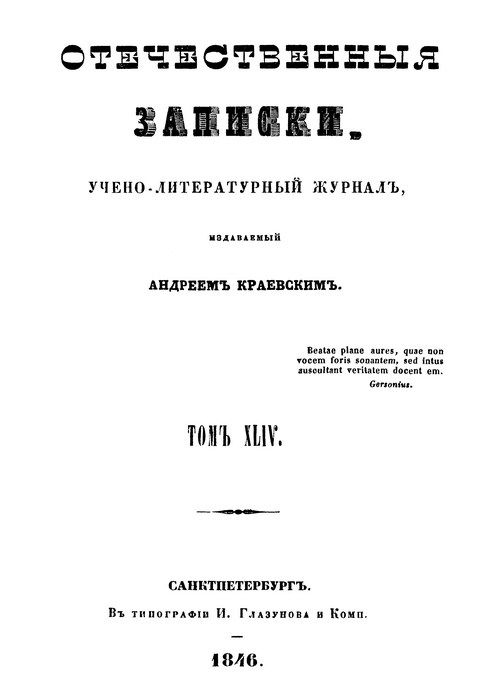 ОТЕЧЕСТВЕННЫЯ
ЗАПИСКИ,
УЧЕНО-ЛИТЕРАТУРНЫЙ ЖУРНАЛЪ,
ИЗДАВАЕМЫЙ
АНДРЕЕМЪ КРАЕВСКИМЪ.
Beatae plane aures, quae non
vocem foris sonantem, sed intus
auscultant veritatem docent em.
Gersonius.
ТОМЪ XLIV.
САНКТПЕТЕРБУРГЪ.
Въ типографіи И. Глазунова и Комп.
1846.